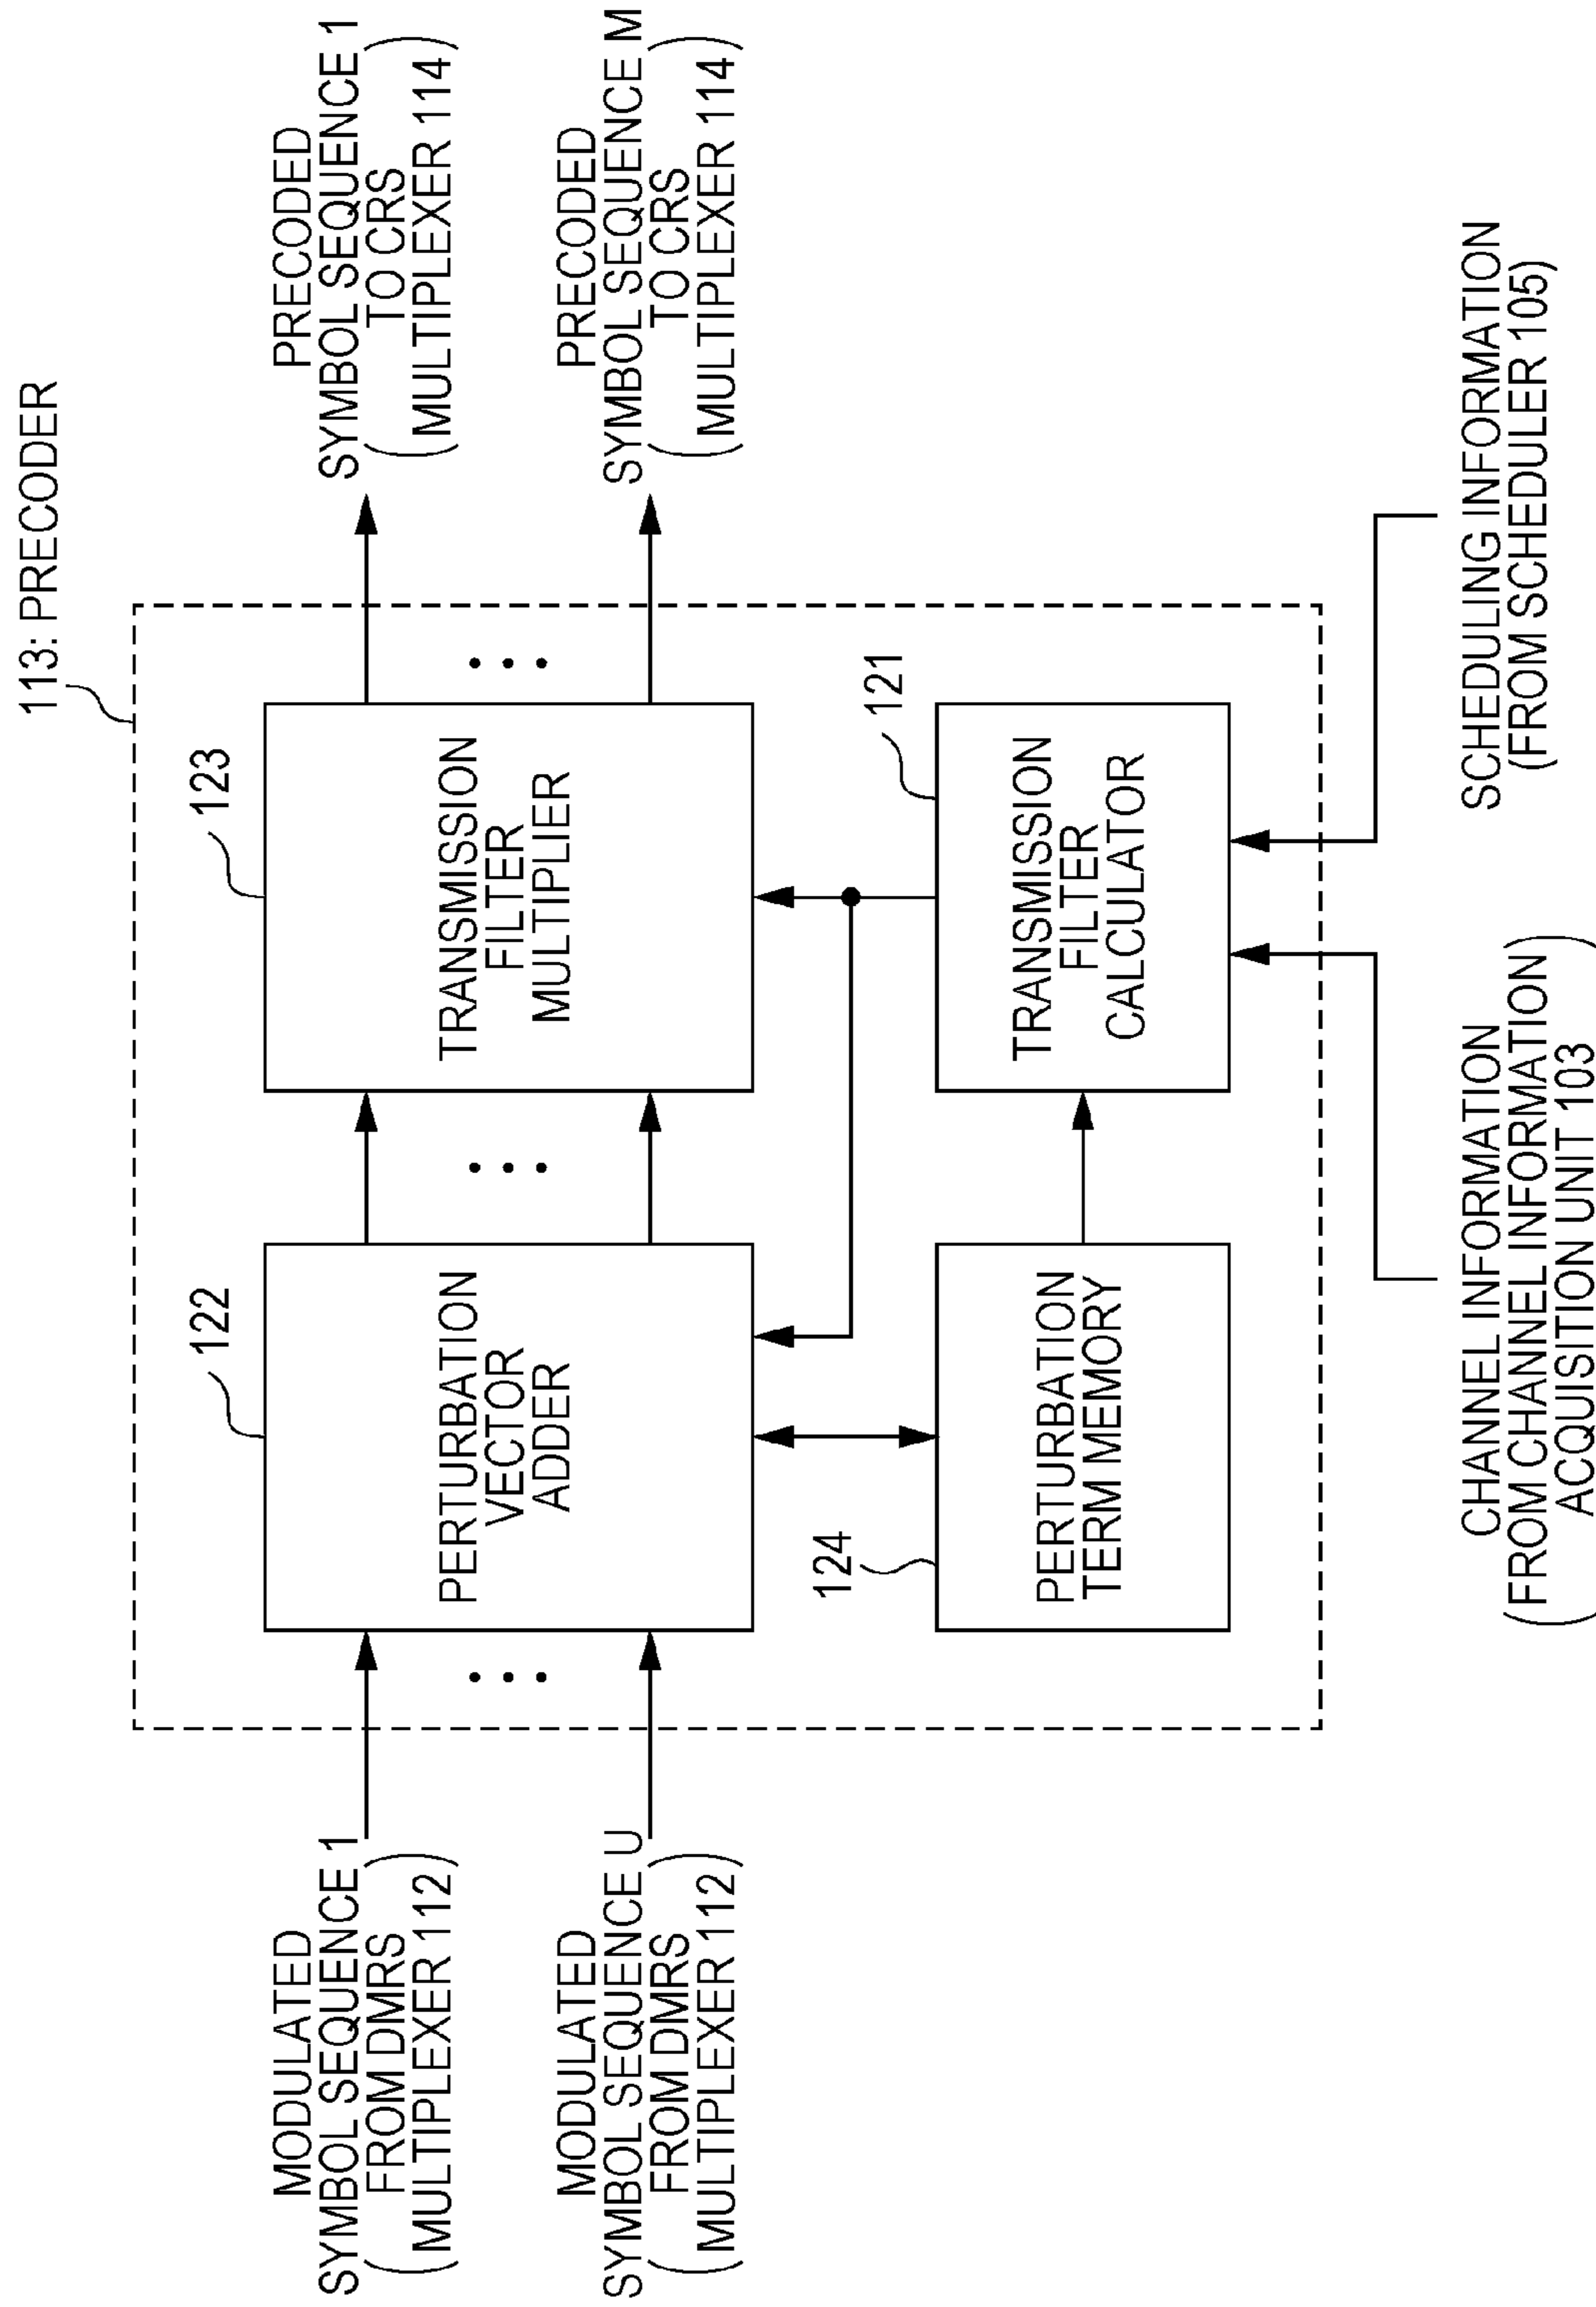 113: PRECODER
MODULATED
SYMBOL SEQUENCE 1
FROM DMRS
(MULTIPLEXER 112)
MODULATED
SYMBOL SEQUENCE U
FROM DMRS
(MULTIPLEXER 112)
122
PERTURBATION
VECTOR
ADDER
123
TRANSMISSION
FILTER
MULTIPLIER
PRECODED
SYMBOL SEQUENCE 1
TO CRS
(MULTIPLEXER 114)
PRECODED
SYMBOL SEQUENCE M
TO CRS
(MULTIPLEXER 114)
124
PERTURBATION
TERM MEMORY
121
TRANSMISSION
FILTER
CALCULATOR
CHANNEL INFORMATION
(FROM CHANNEL INFORMATION
ACQUISITION UNIT 103)
SCHEDULING INFORMATION
(FROM SCHEDULER 105)